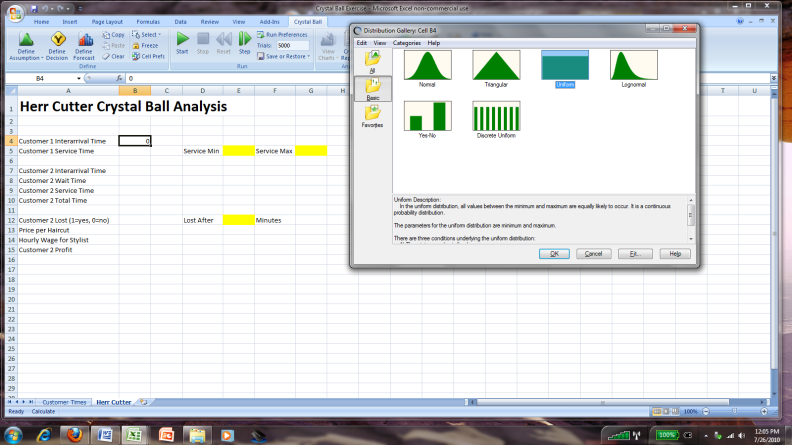 Crystal Ball Exercise - Microsoft Excel non-commercial use
Home Insert Page Layout Formulas Data Review View Add-Ins Crystal Ball
Define Assumption Define Decision Define Forecast
Copy
Paste
Clear
Select
Freeze
Cell Prefs
Start Stop Reset Step
Run Preferences
Trials: 5000
Save or Restore
View Charts
Define
Run
B4
fx 0
A B C D E F G H T U
1 Herr Cutter Crystal Ball Analysis
2
3
4 Customer 1 Interarrival Time 0
5 Customer 1 Service Time Service Min Service Max
6
7 Customer 2 Interarrival Time
8 Customer 2 Wait Time
9 Customer 2 Service Time
10 Customer 2 Total Time
11
12 Customer 2 Lost (1=yes, 0=no) Lost After Minutes
13 Price per Haircut
14 Hourly Wage for Stylist
15 Customer 2 Profit
16
17
18
19
20
21
22
23
24
25
26
27
28
29
Distribution Gallery: Cell B4
Edit View Categories Help
All
Basic
Favorites
Normal Triangular Uniform Lognormal
Yes-No Discrete Uniform
Uniform Description:
In the uniform distribution, all values between the minimum and maximum are equally likely to occur. It is a continuous
probability distribution.
The parameters for the uniform distribution are minimum and maximum.
There are three conditions underlying the uniform distribution:
OK Cancel Fit... Help
Customer Times Herr Cutter
Ready Calculate
100%
100%
12:05 PM
7/26/2010